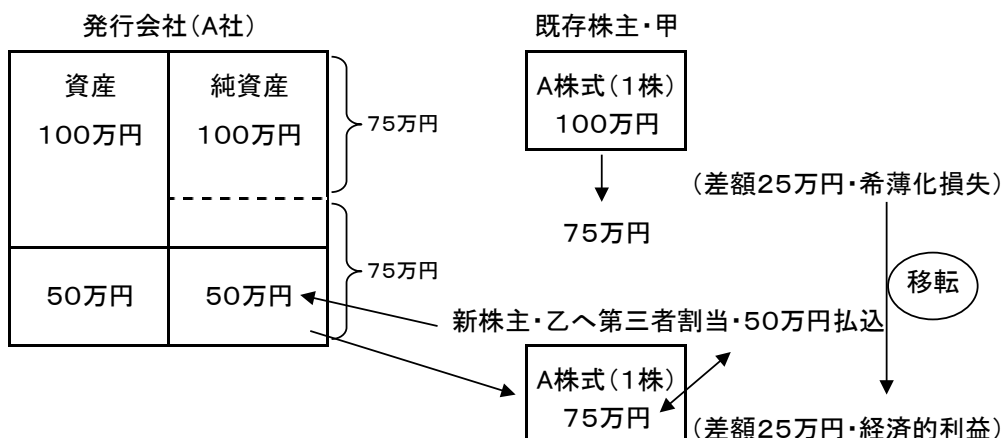 発行会社(A社)
既存株主・甲
資産
100万円
純資産
100万円
75万円
A株式(1株)
100万円
(差額25万円・希薄化損失)
75万円
75万円
50万円
50万円
移転
新株主・乙へ第三者割当・50万円払込
A株式(1株)
75万円
(差額25万円・経済的利益)